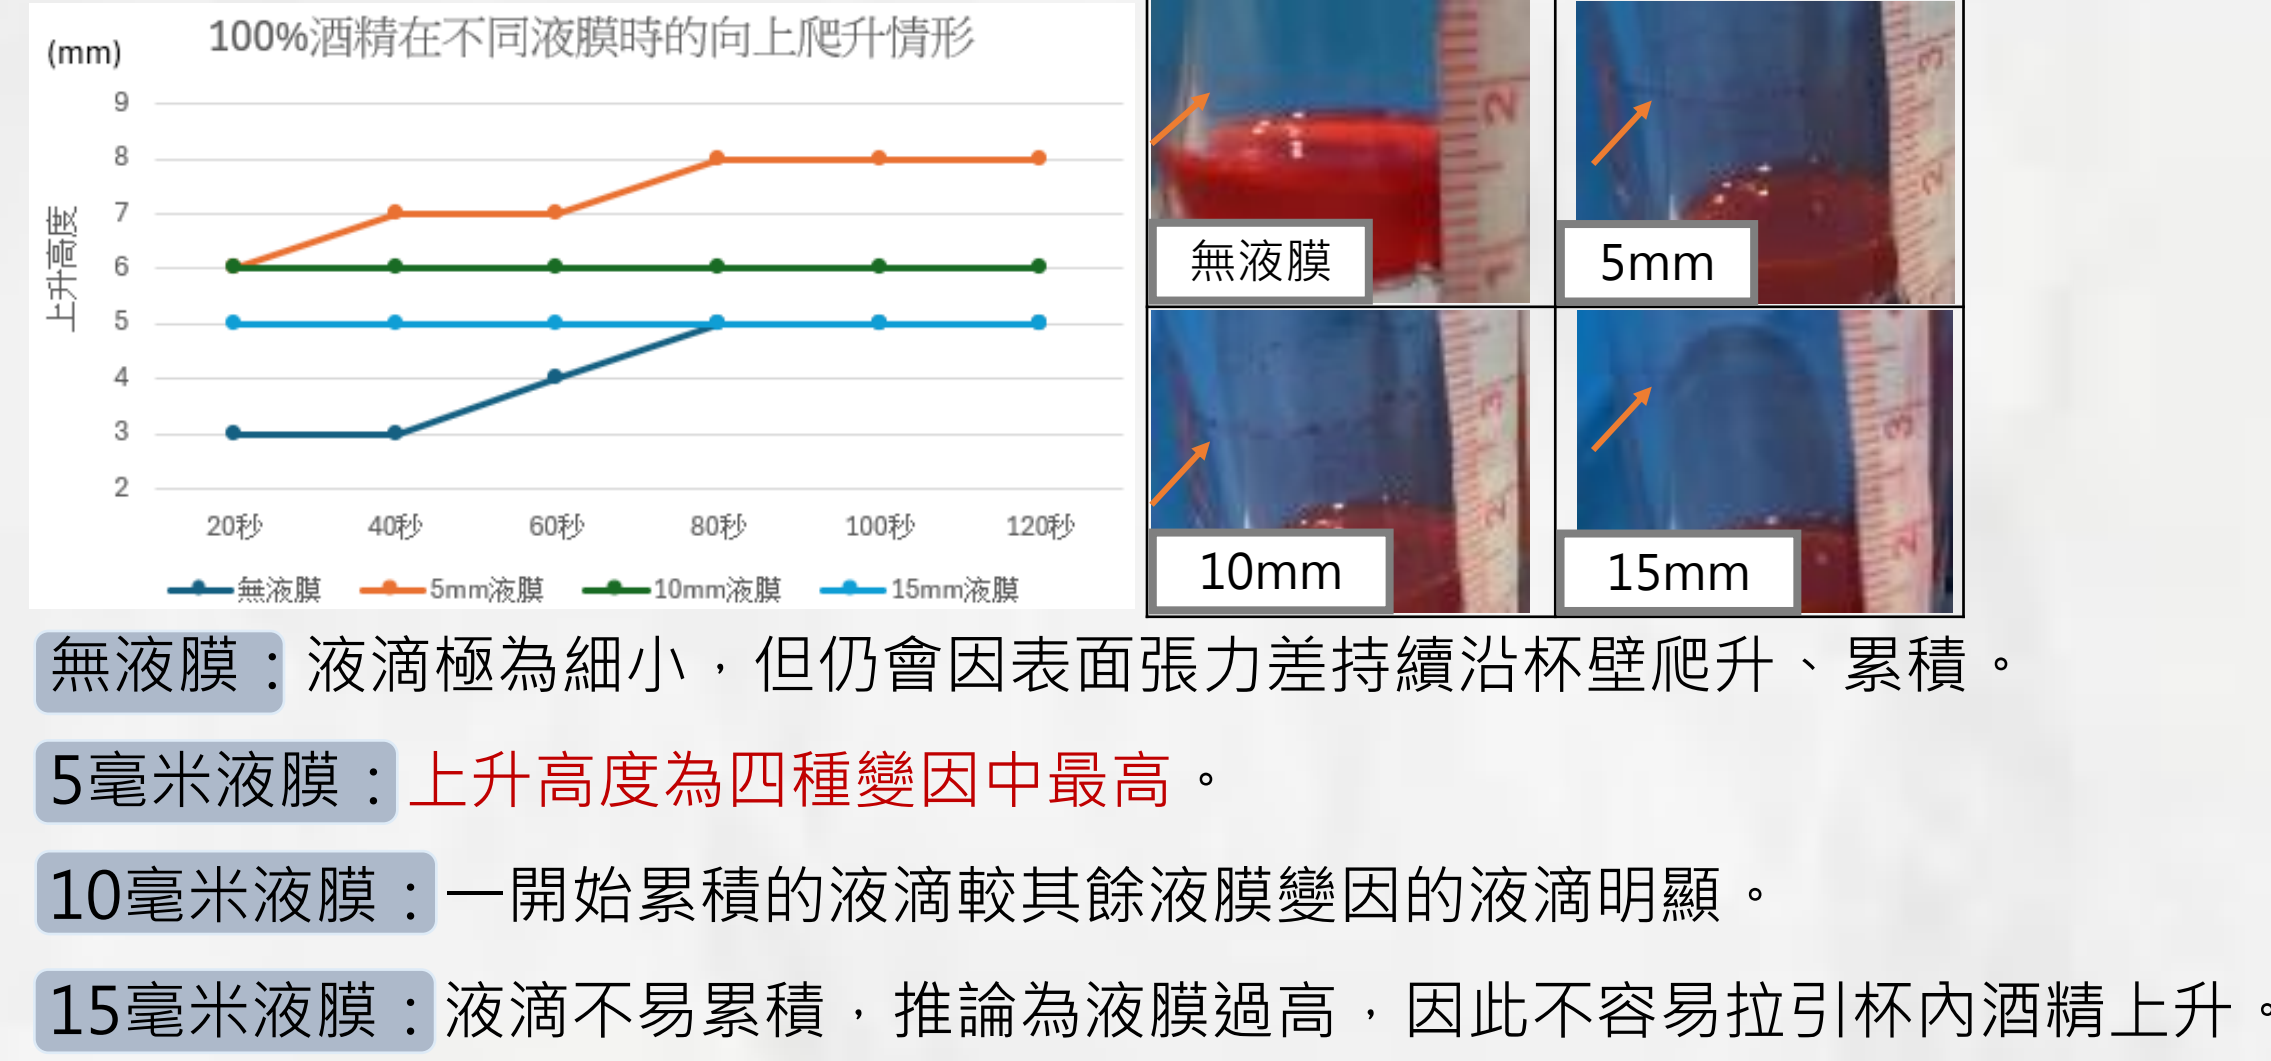 100%酒精在不同液膜時的向上爬升情形
(mm)
上升高度
9
8
7
6
5
4
3
2
20秒 40秒 60秒 80秒 100秒 120秒
無液膜 5mm液膜 10mm液膜 15mm液膜
2
1
無液膜
3
2
5mm
3
2
10mm
3
2
15mm
無液膜：液滴極為細小，但仍會因表面張力差持續沿杯壁爬升、累積。
5毫米液膜：上升高度為四種變因中最高。
10毫米液膜：一開始累積的液滴較其餘液膜變因的液滴明顯。
15毫米液膜：液滴不易累積，推論為液膜過高，因此不容易拉引杯內酒精上升。